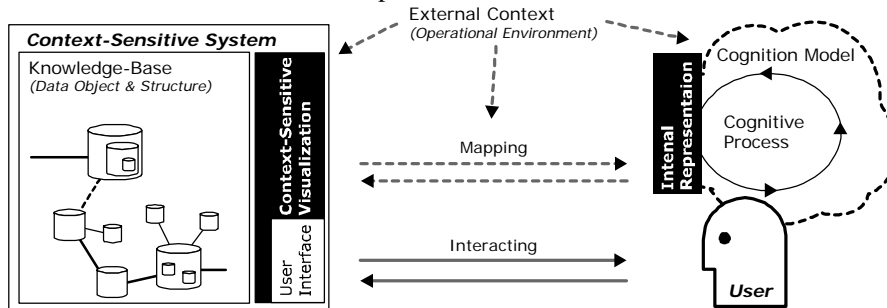 External Context
(Operational Environment)
Context-Sensitive System
Knowledge-Base
(Data Object & Structure)
Context-Sensitive
Visualization
User
Interface
Mapping
Interacting
Intenal
Representaion
Cognition Model
Cognitive
Process
User